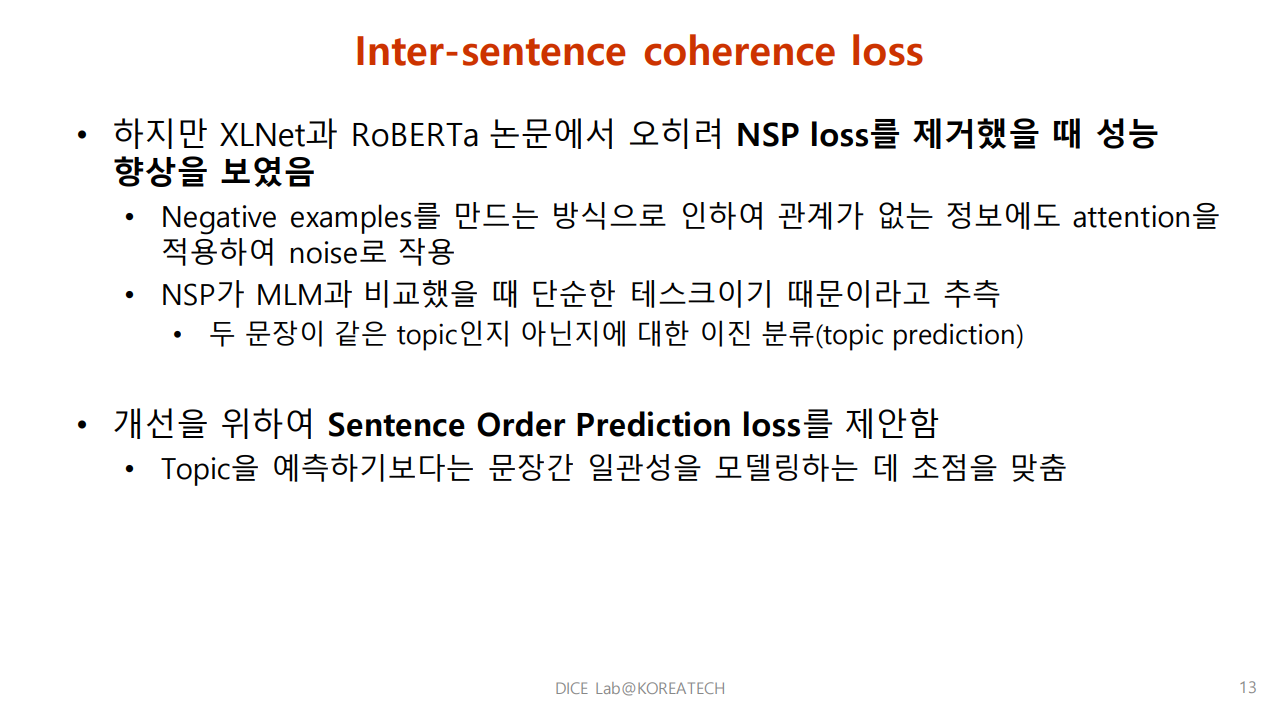 Inter-sentence coherence loss
• 하지만 XLNet과 RoBERTa 논문에서 오히려 NSP loss를 제거했을 때 성능
향상을 보였음
• Negative examples를 만드는 방식으로 인하여 관계가 없는 정보에도 attention을
적용하여 noise로 작용
• NSP가 MLM과 비교했을 때 단순한 테스크이기 때문이라고 추측
• 두 문장이 같은 topic인지 아닌지에 대한 이진 분류(topic prediction)
• 개선을 위하여 Sentence Order Prediction loss를 제안함
• Topic을 예측하기보다는 문장간 일관성을 모델링하는 데 초점을 맞춤
DICE Lab@KOREATECH
13